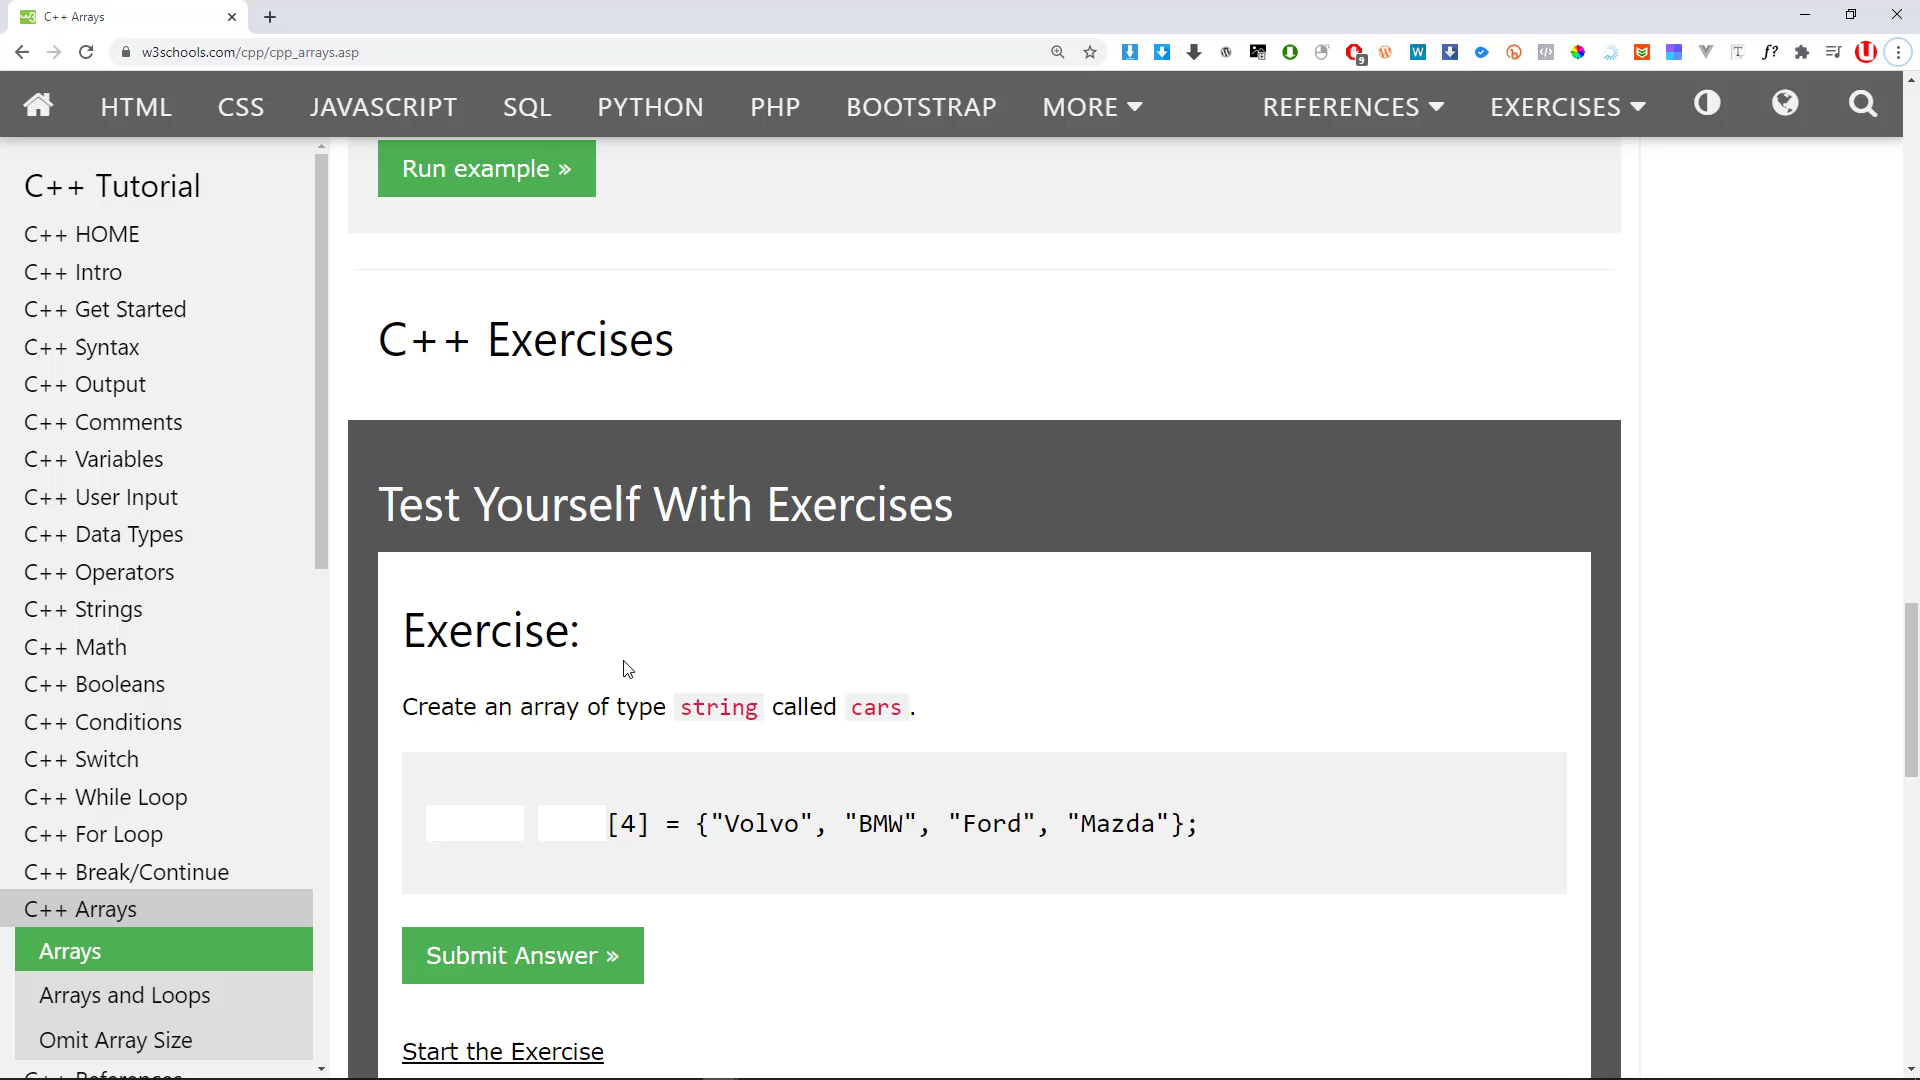 C++ Arrays
w3schools.com/cpp/cpp_arrays.asp
HTML CSS JAVASCRIPT SQL PYTHON PHP BOOTSTRAP MORE REFERENCES EXERCISES
Run example »
C++ Tutorial
C++ HOME
C++ Intro
C++ Get Started
C++ Syntax
C++ Output
C++ Comments
C++ Variables
C++ User Input
C++ Data Types
C++ Operators
C++ Strings
C++ Math
C++ Booleans
C++ Conditions
C++ Switch
C++ While Loop
C++ For Loop
C++ Break/Continue
C++ Arrays
Arrays
Arrays and Loops
Omit Array Size
C++ References
C++ Exercises
Test Yourself With Exercises
Exercise:
Create an array of type string called cars.
[4] = {"Volvo", "BMW", "Ford", "Mazda"};
Submit Answer »
Start the Exercise